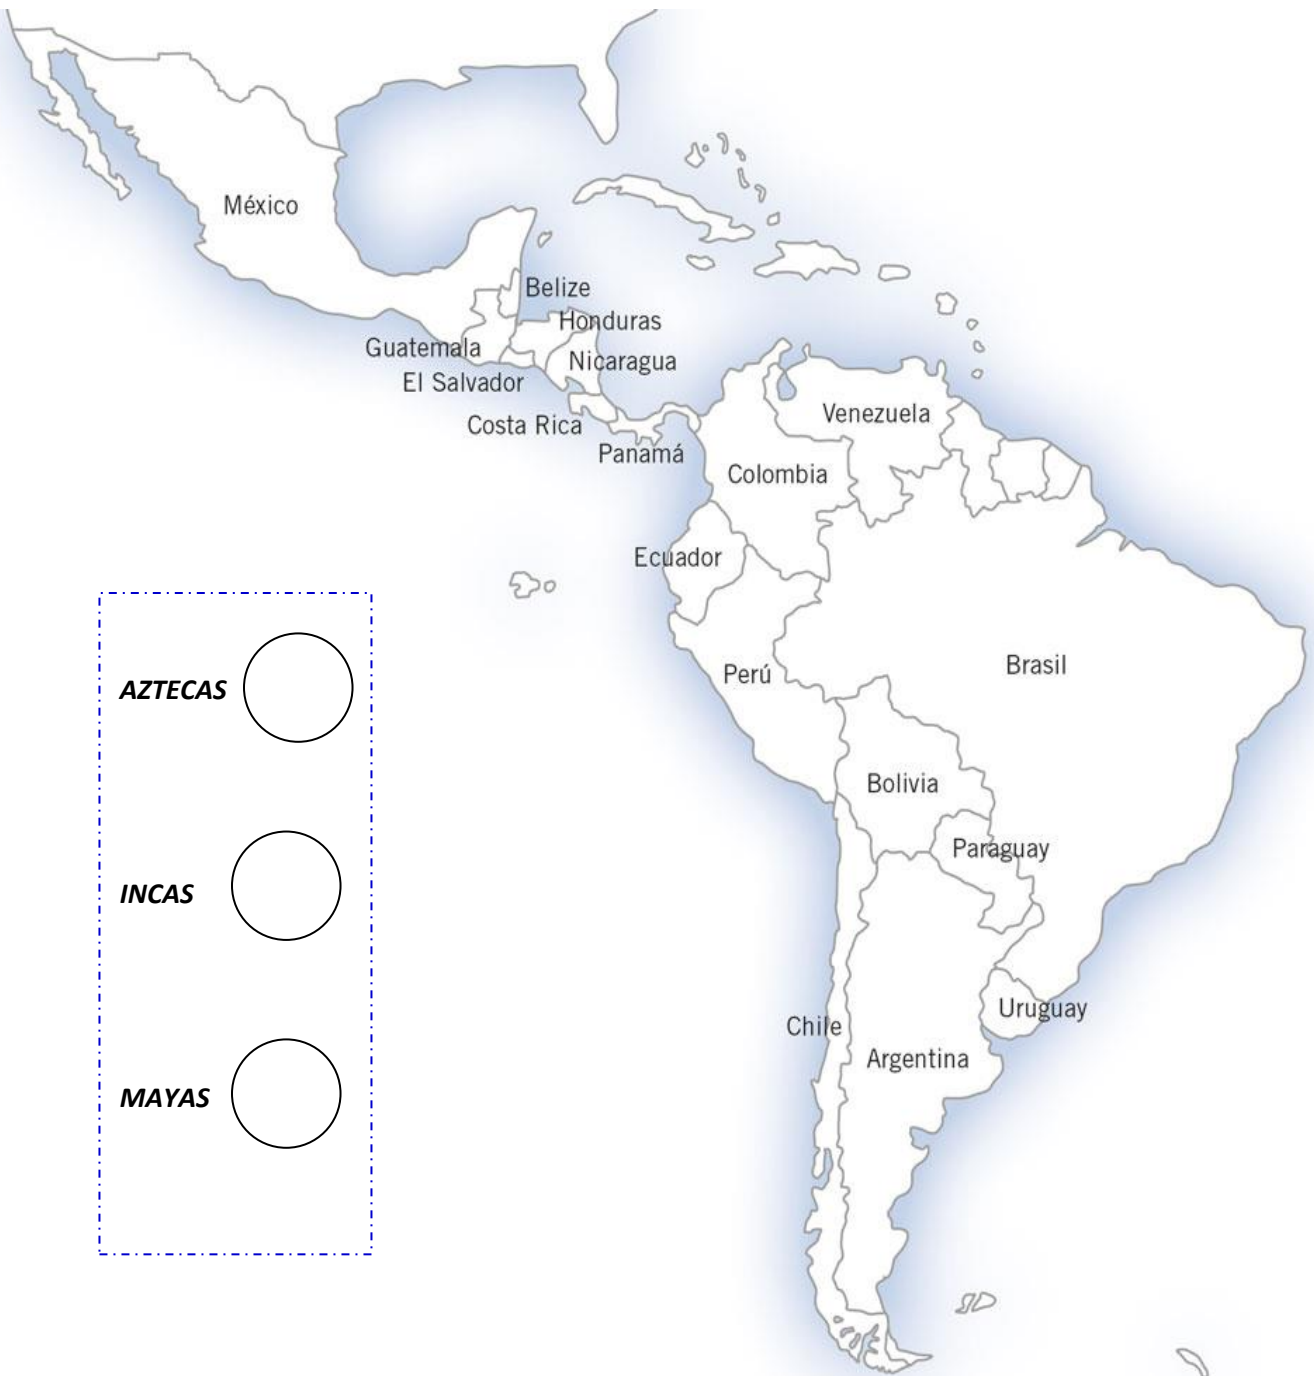 México
Belize
Honduras
Guatemala
Nicaragua
El Salvador
Costa Rica
Panamá
Venezuela
Colombia
Ecuador
Perú
Brasil
Bolivia
Paraguay
Chile
Uruguay
Argentina
AZTECAS
INCAS
MAYAS